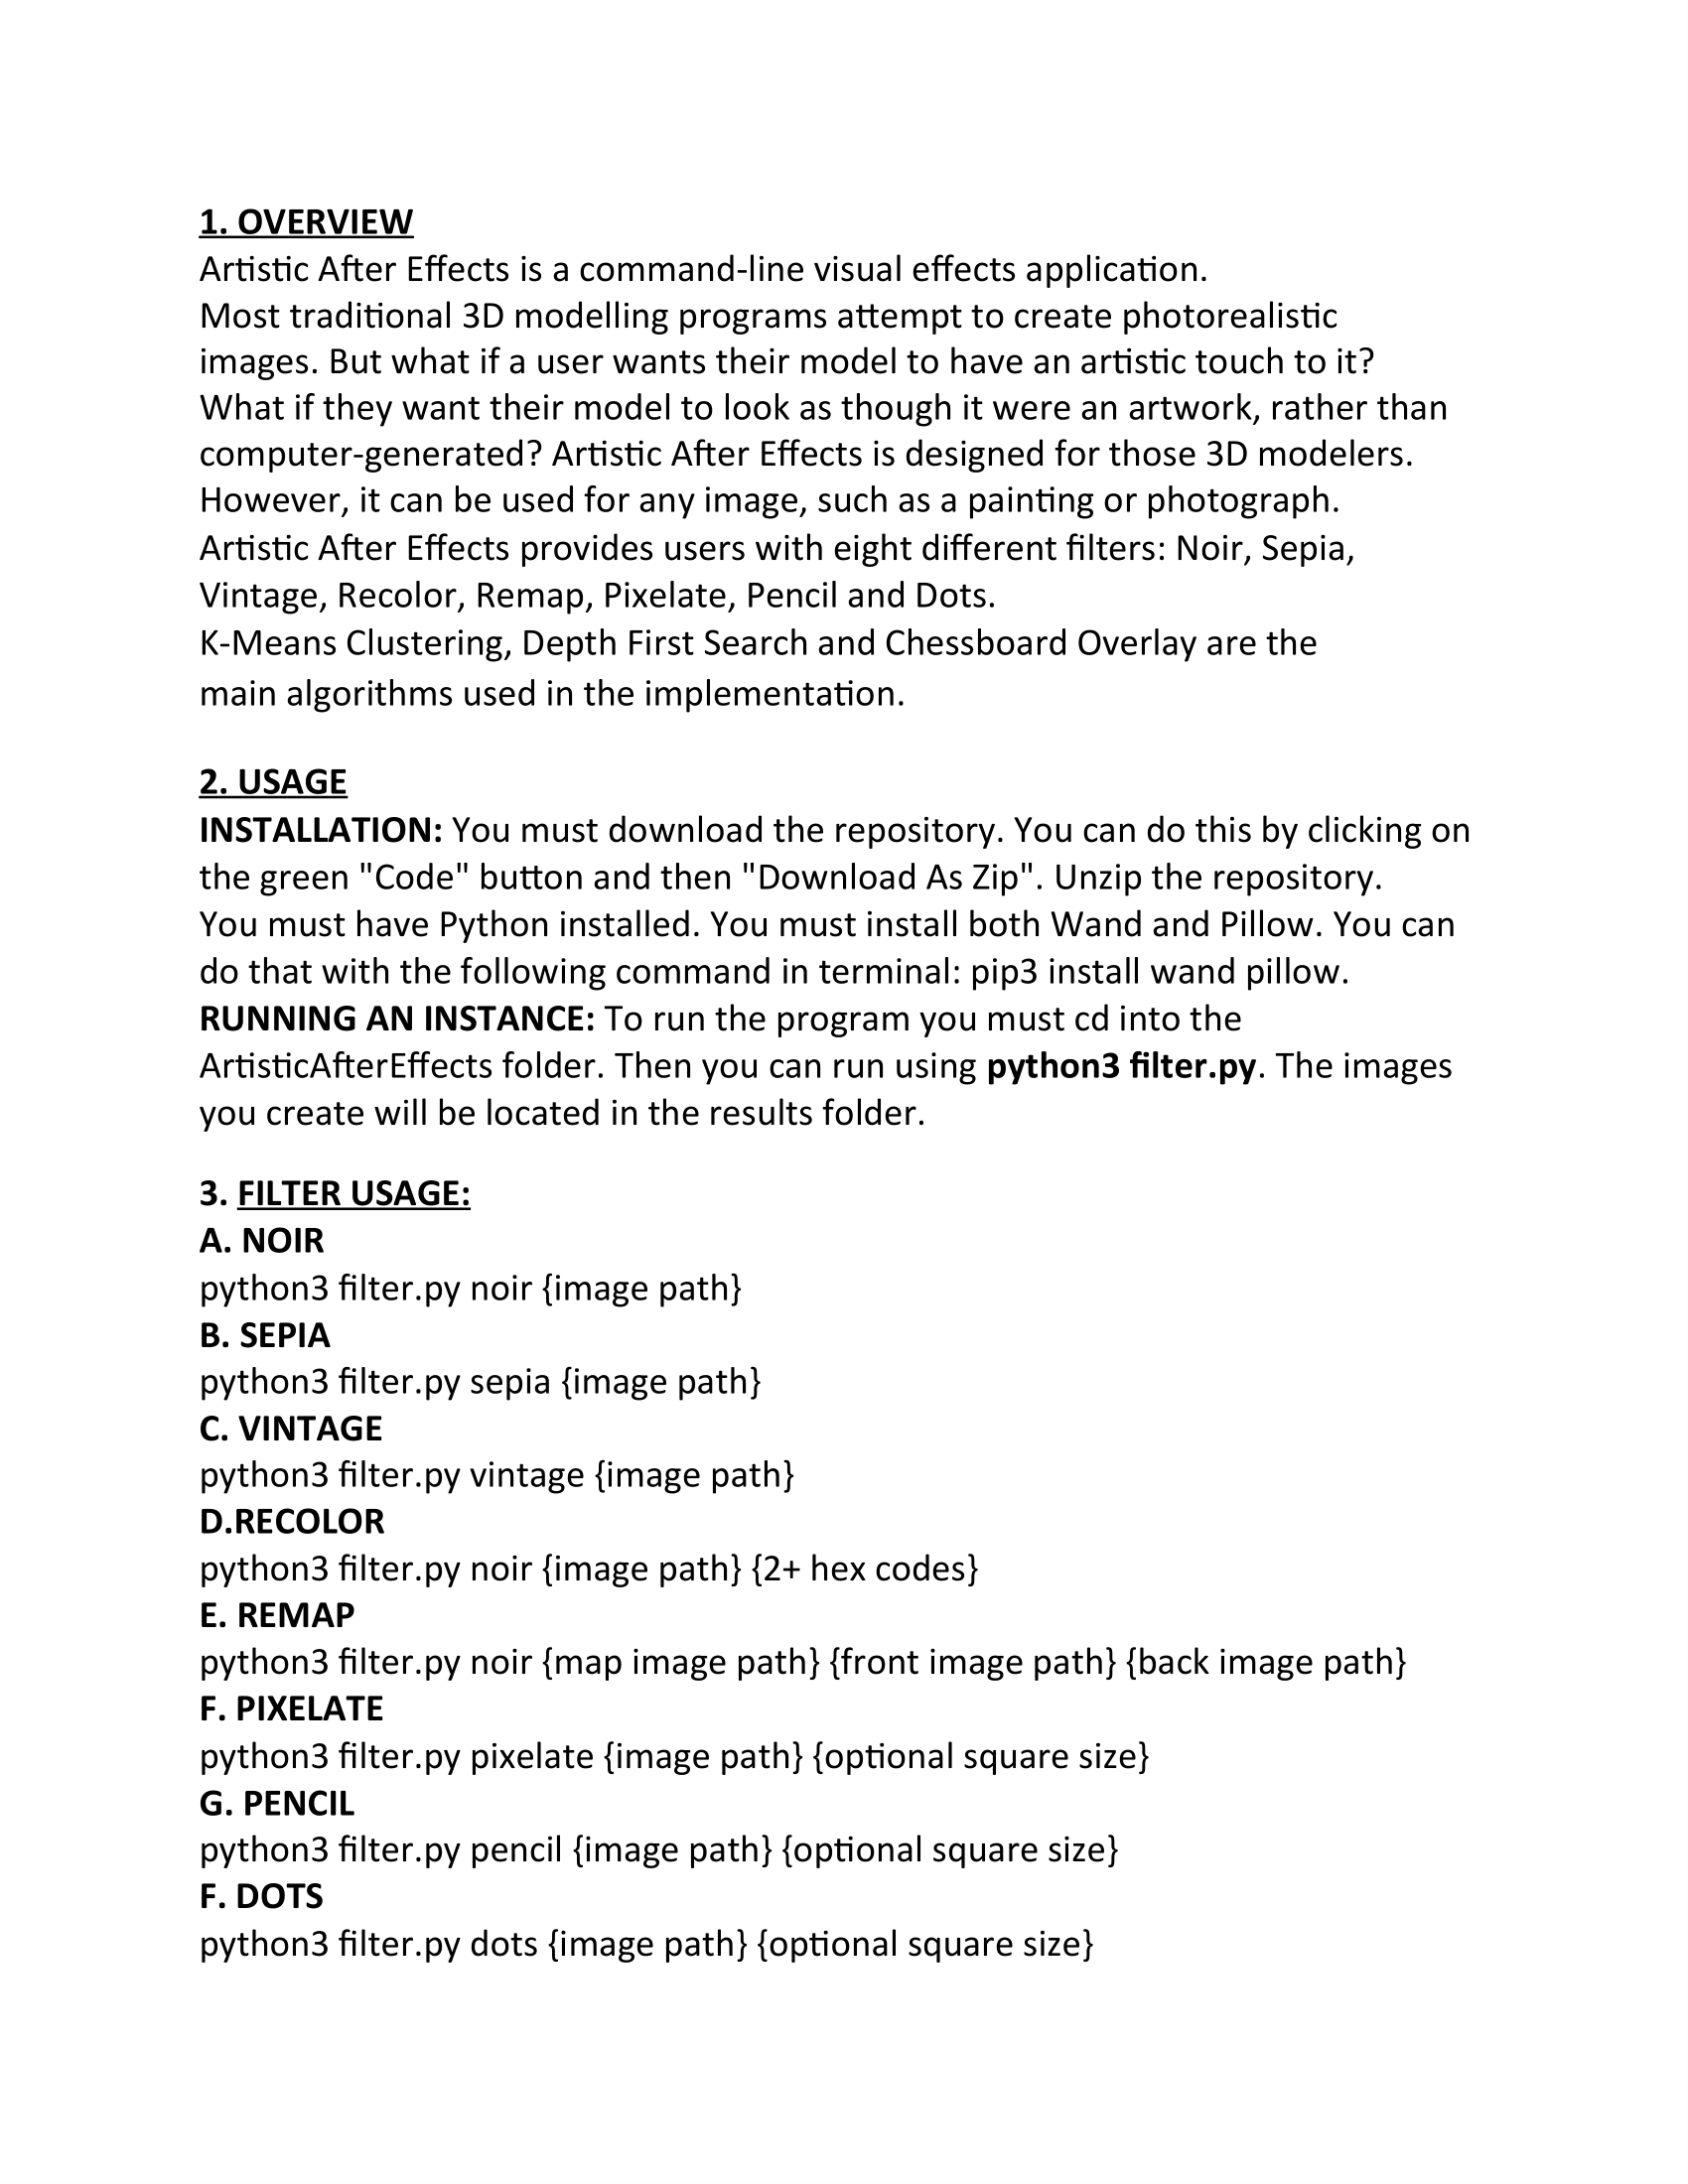 1. OVERVIEW
Artistic After Effects is a command-line visual effects application.
Most traditional 3D modelling programs attempt to create photorealistic
images. But what if a user wants their model to have an artistic touch to it?
What if they want their model to look as though it were an artwork, rather than
computer-generated? Artistic After Effects is designed for those 3D modelers.
However, it can be used for any image, such as a painting or photograph.
Artistic After Effects provides users with eight different filters: Noir, Sepia,
Vintage, Recolor, Remap, Pixelate, Pencil and Dots.
K-Means Clustering, Depth First Search and Chessboard Overlay are the
main algorithms used in the implementation.
2. USAGE
INSTALLATION: You must download the repository. You can do this by clicking on
the green "Code" button and then "Download As Zip". Unzip the repository.
You must have Python installed. You must install both Wand and Pillow. You can
do that with the following command in terminal: pip3 install wand pillow.
RUNNING AN INSTANCE: To run the program you must cd into the
ArtisticAfterEffects folder. Then you can run using python3 filter.py. The images
you create will be located in the results folder.
3. FILTER USAGE:
A. NOIR
python3 filter.py noir {image path}
B. SEPIA
python3 filter.py sepia {image path}
C. VINTAGE
python3 filter.py vintage {image path}
D.RECOLOR
python3 filter.py noir {image path} {2+ hex codes}
E. REMAP
python3 filter.py noir {map image path} {front image path} {back image path}
F. PIXELATE
python3 filter.py pixelate {image path} {optional square size}
G. PENCIL
python3 filter.py pencil {image path} {optional square size}
F. DOTS
python3 filter.py dots {image path} {optional square size}